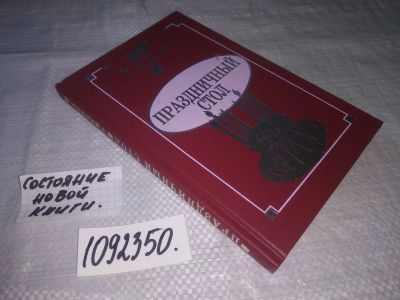 ПРАЗДНИЧНЫЙ
СТОЛ
СОСТОЯНИЕ
НОВОЙ
КНИГИ.
1092350.